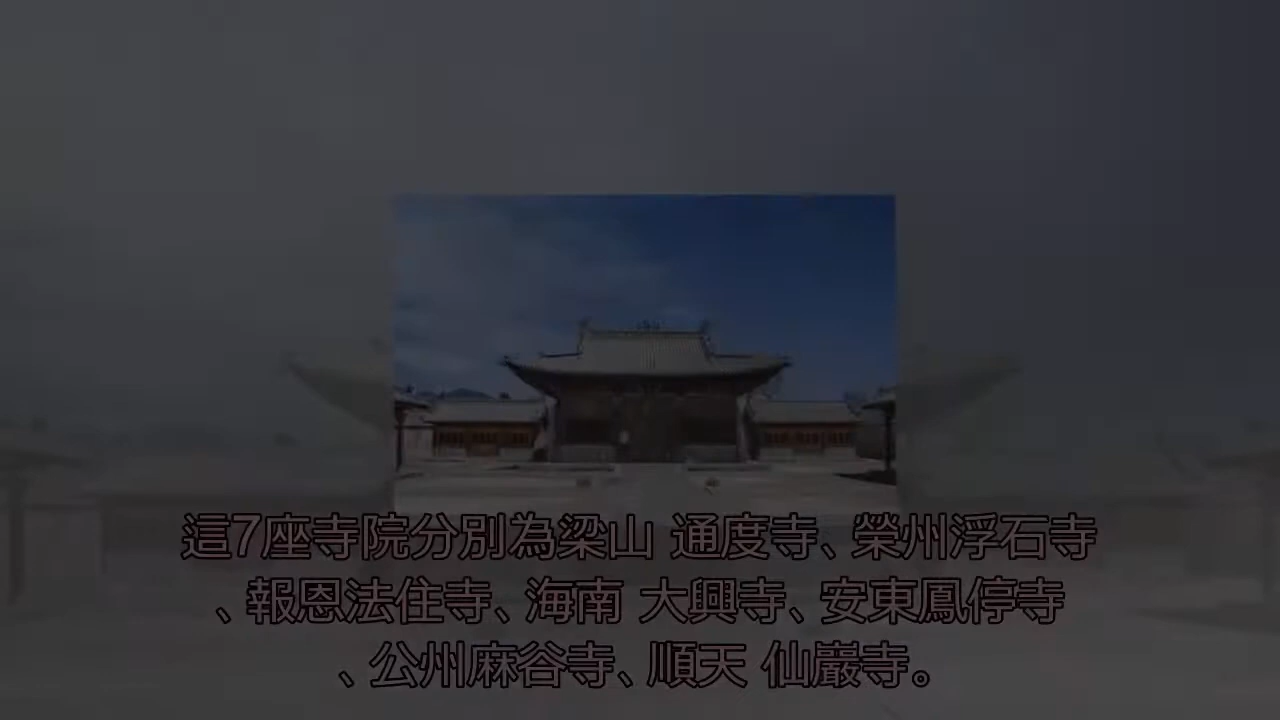 這7座寺院分別為梁山 通度寺、榮州浮石寺
、報恩法住寺、海南 大興寺、安東鳳停寺
、公州麻谷寺、順天 仙巖寺。